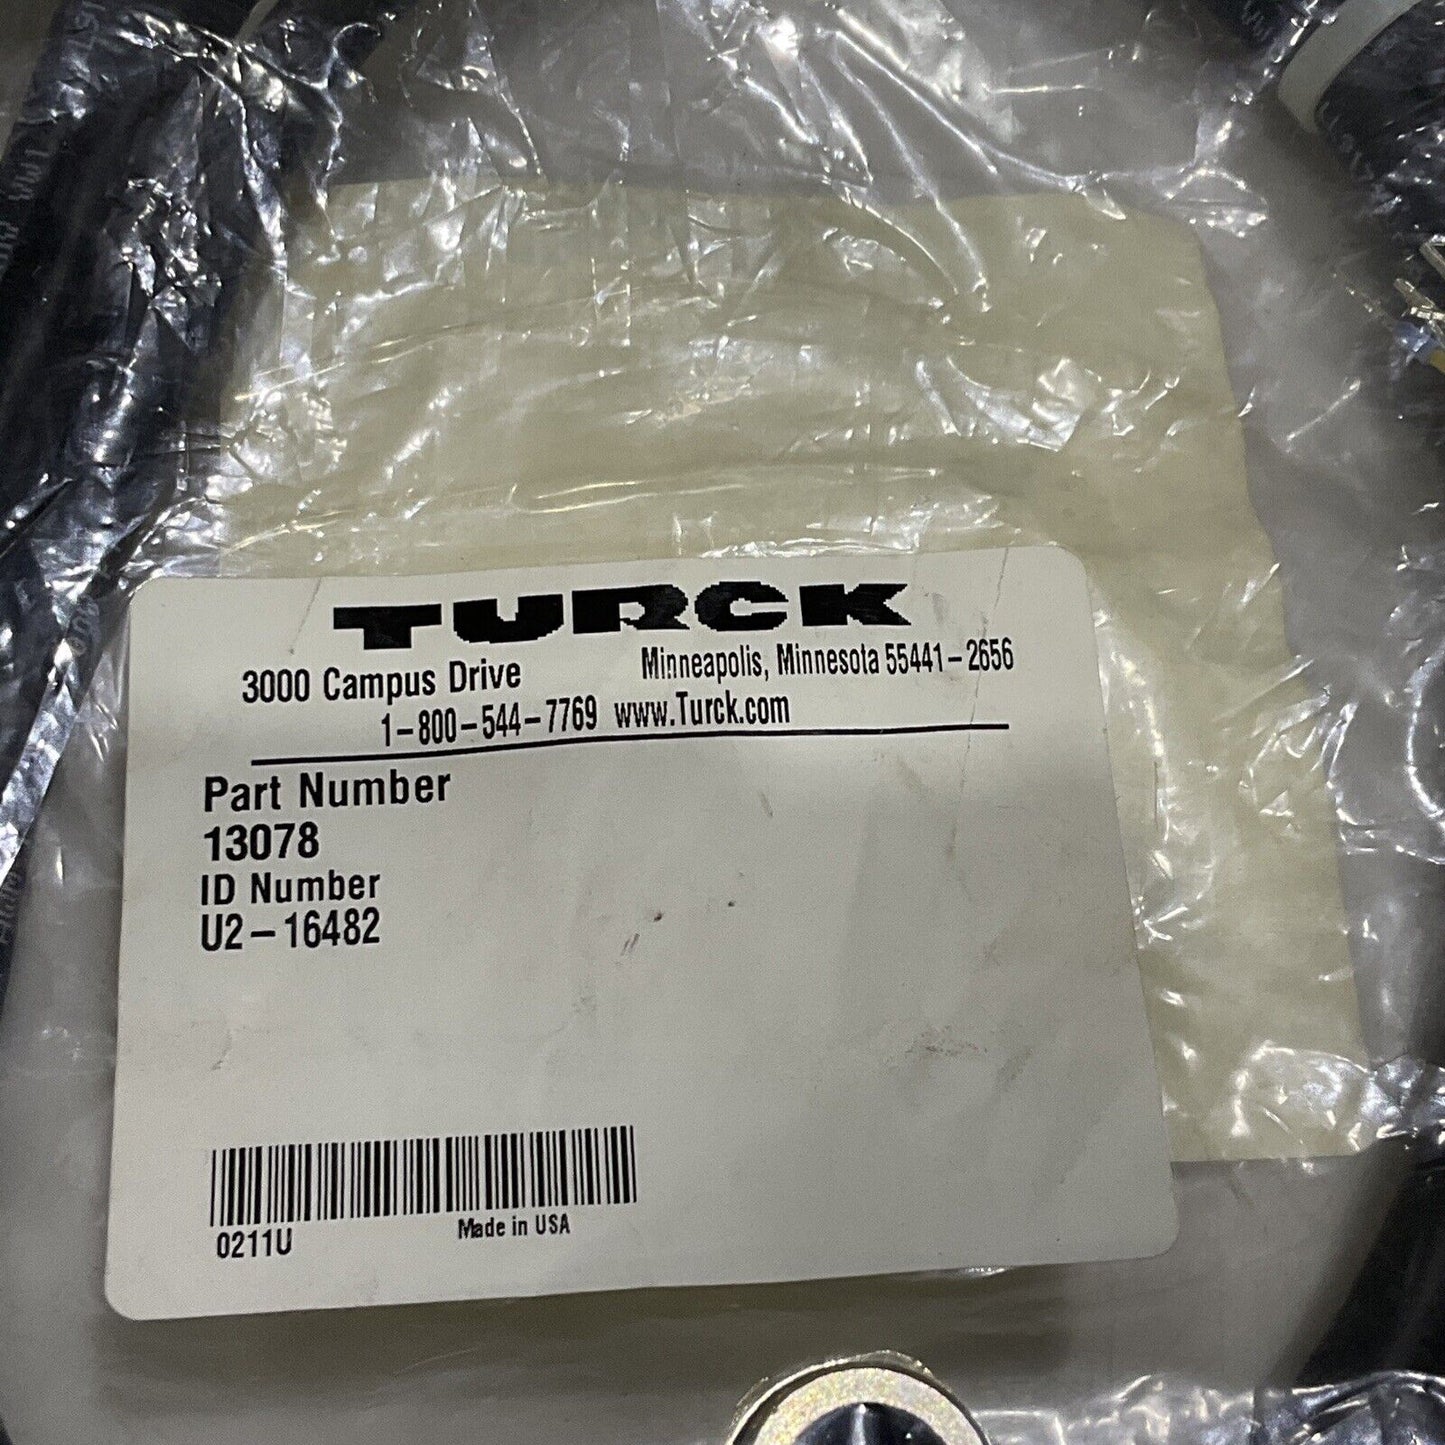 TURCK
3000 Campus Drive Minneapolis, Minnesota 55441-2656
1-800-544-7769 www.Turck.com
Part Number
13078
ID Number
U2-16482
0211U Made in USA